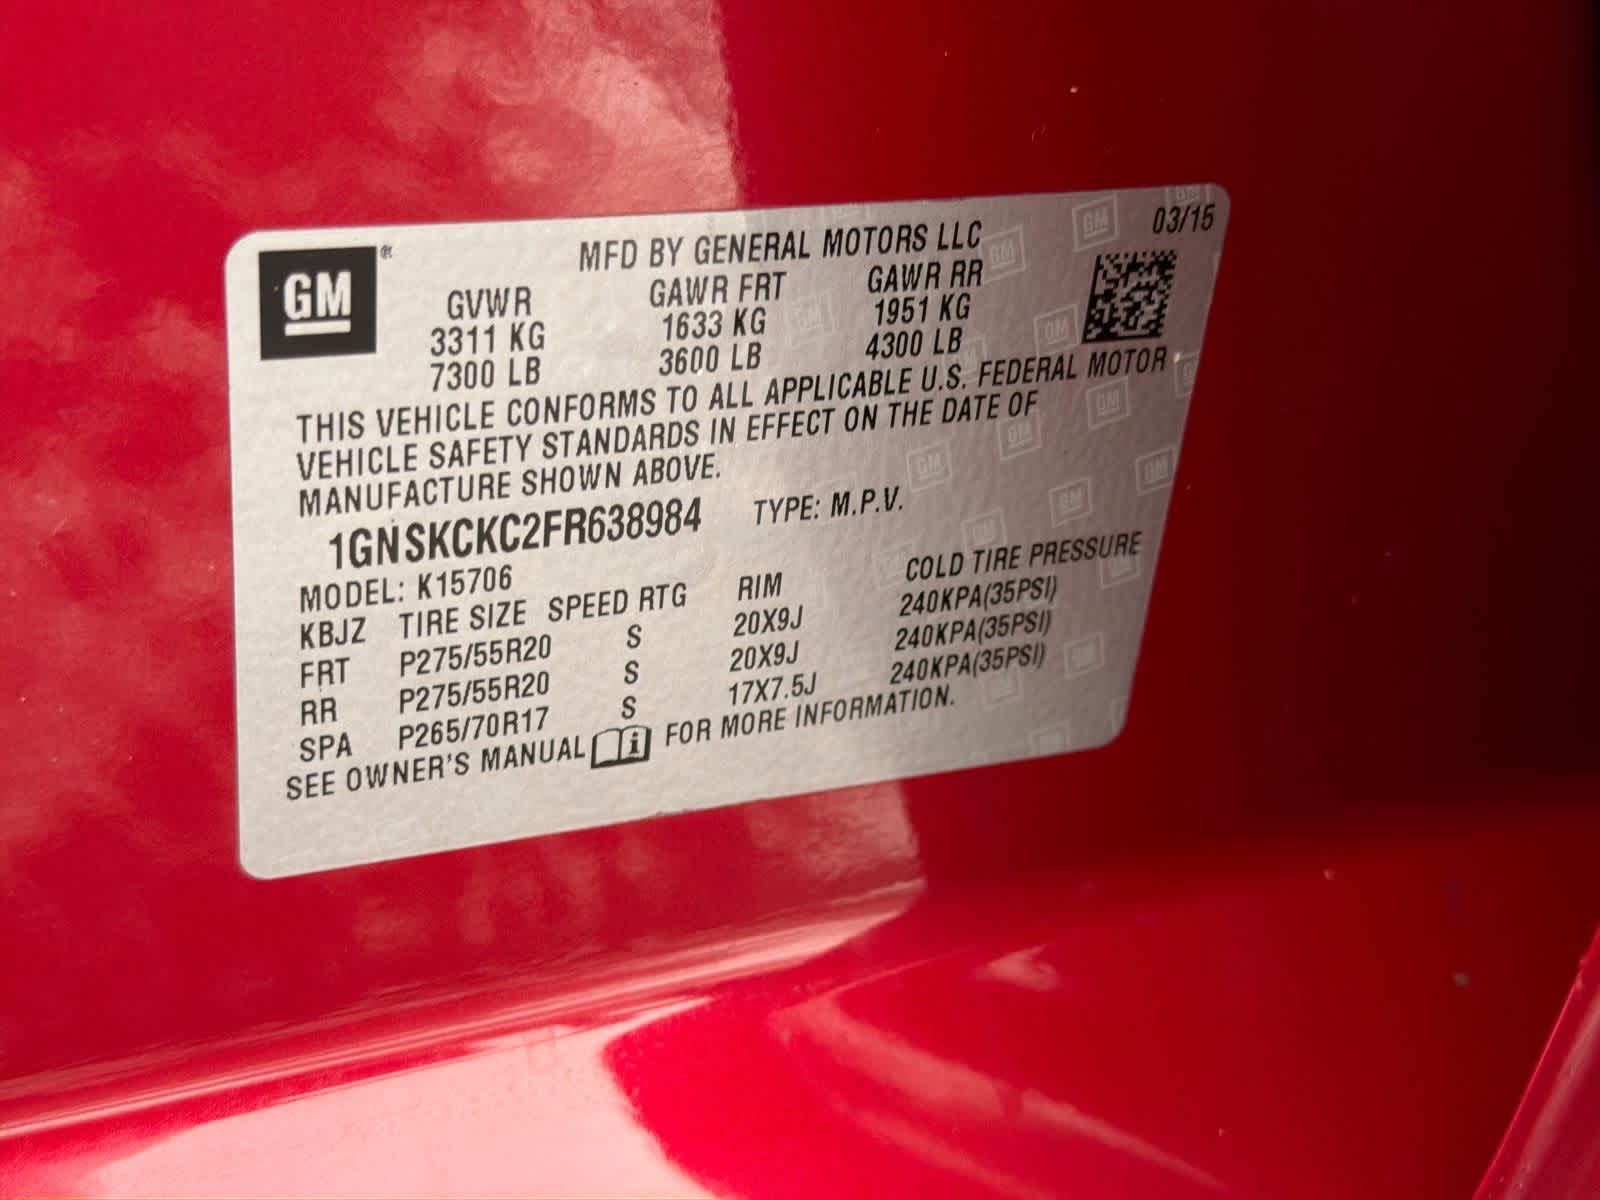 GM ® MFD BY GENERAL MOTORS LLC 03/15
GVWR GAWR FRT GAWR RR
3311 KG 1633 KG 1951 KG
7300 LB 3600 LB 4300 LB
THIS VEHICLE CONFORMS TO ALL APPLICABLE U.S. FEDERAL MOTOR
VEHICLE SAFETY STANDARDS IN EFFECT ON THE DATE OF
MANUFACTURE SHOWN ABOVE.
1GNSKCKC2FR638984 TYPE: M.P.V.
MODEL: K15706
KBJZ TIRE SIZE SPEED RTG RIM COLD TIRE PRESSURE
FRT P275/55R20 S 20X9J 240KPA(35PSI)
RR P275/55R20 S 20X9J 240KPA(35PSI)
SPA P265/70R17 S 17X7.5J 240KPA(35PSI)
SEE OWNER'S MANUAL i FOR MORE INFORMATION.